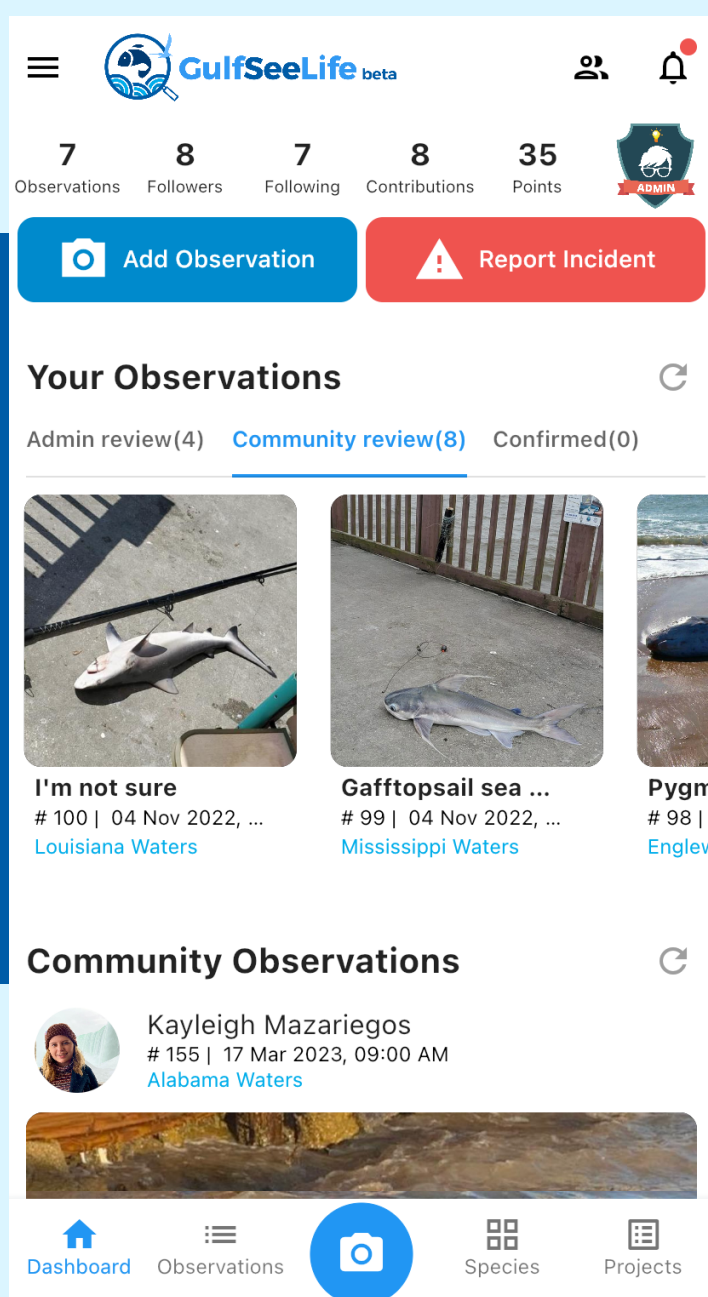 GulfSeeLife beta
7 8 7 8 35
Observations Followers Following Contributions Points
ADMIN
Add Observation Report Incident
Your Observations
Admin review(4) Community review(8) Confirmed(0)
I'm not sure Gafftopsail sea ... Pygm
# 100 | 04 Nov 2022, ... # 99 | 04 Nov 2022, ... # 98 |
Louisiana Waters Mississippi Waters Englew
Community Observations
Kayleigh Mazariegos
# 155 | 17 Mar 2023, 09:00 AM
Alabama Waters
Dashboard Observations Species Projects